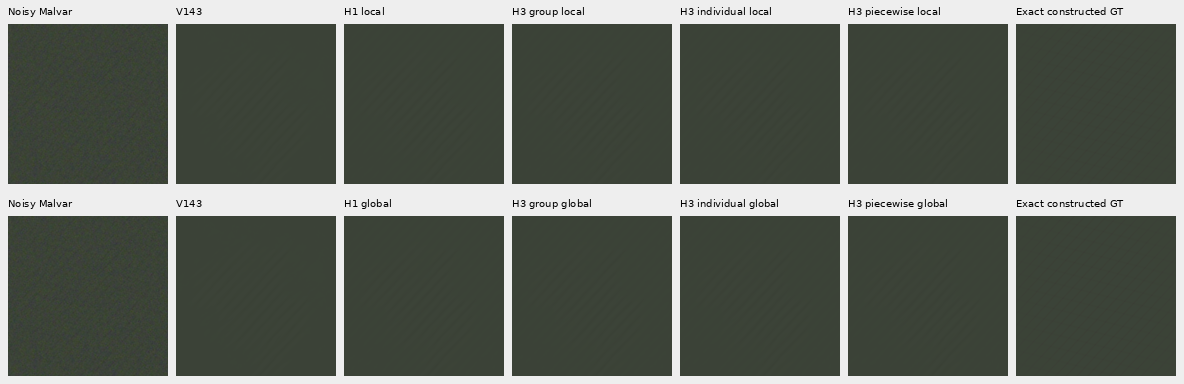 Noisy Malvar V143 H1 local H3 group local H3 individual local H3 piecewise local Exact constructed GT
Noisy Malvar V143 H1 global H3 group global H3 individual global H3 piecewise global Exact constructed GT